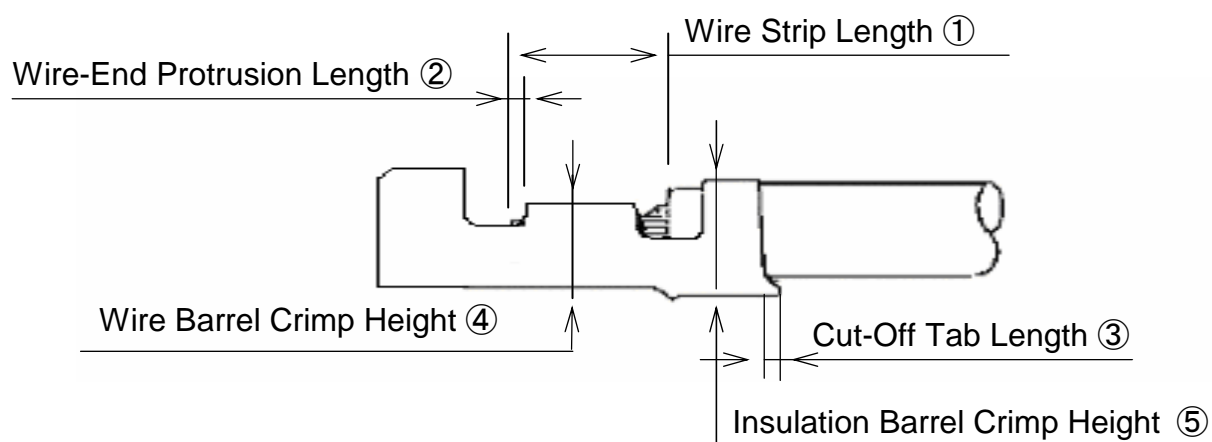 Wire Strip Length ①
Wire-End Protrusion Length ②
Wire Barrel Crimp Height ④
Cut-Off Tab Length ③
Insulation Barrel Crimp Height ⑤